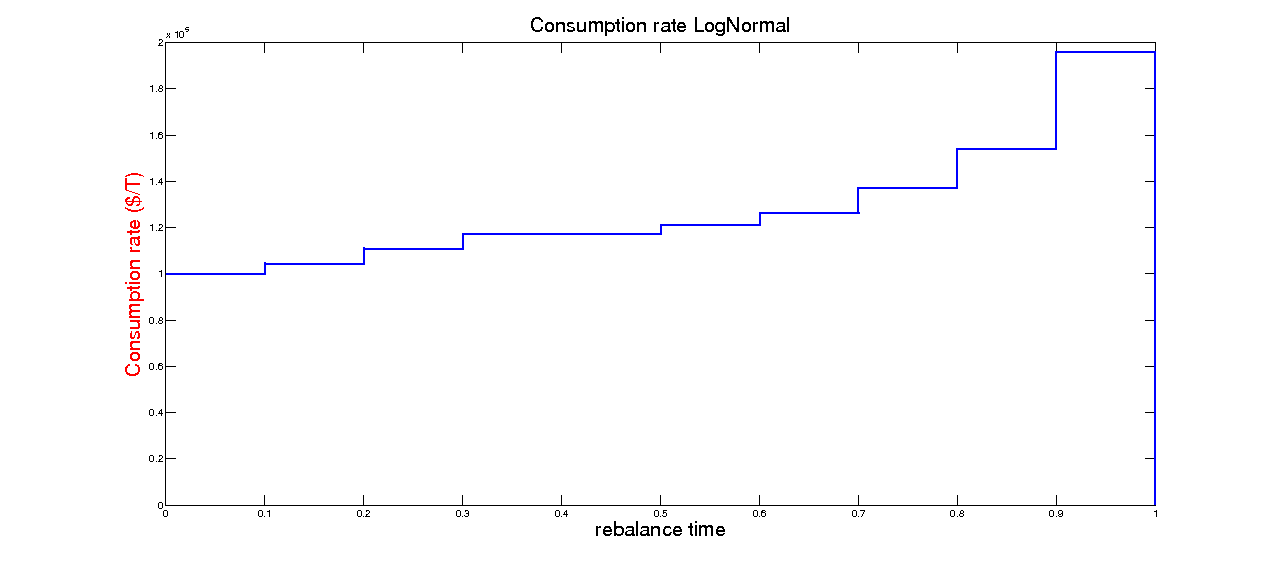 Consumption rate LogNormal
x 10^5
2
1.8
1.6
1.4
1.2
1
0.8
0.6
0.4
0.2
0
Consumption rate ($/T)
0 0.1 0.2 0.3 0.4 0.5 0.6 0.7 0.8 0.9 1
rebalance time